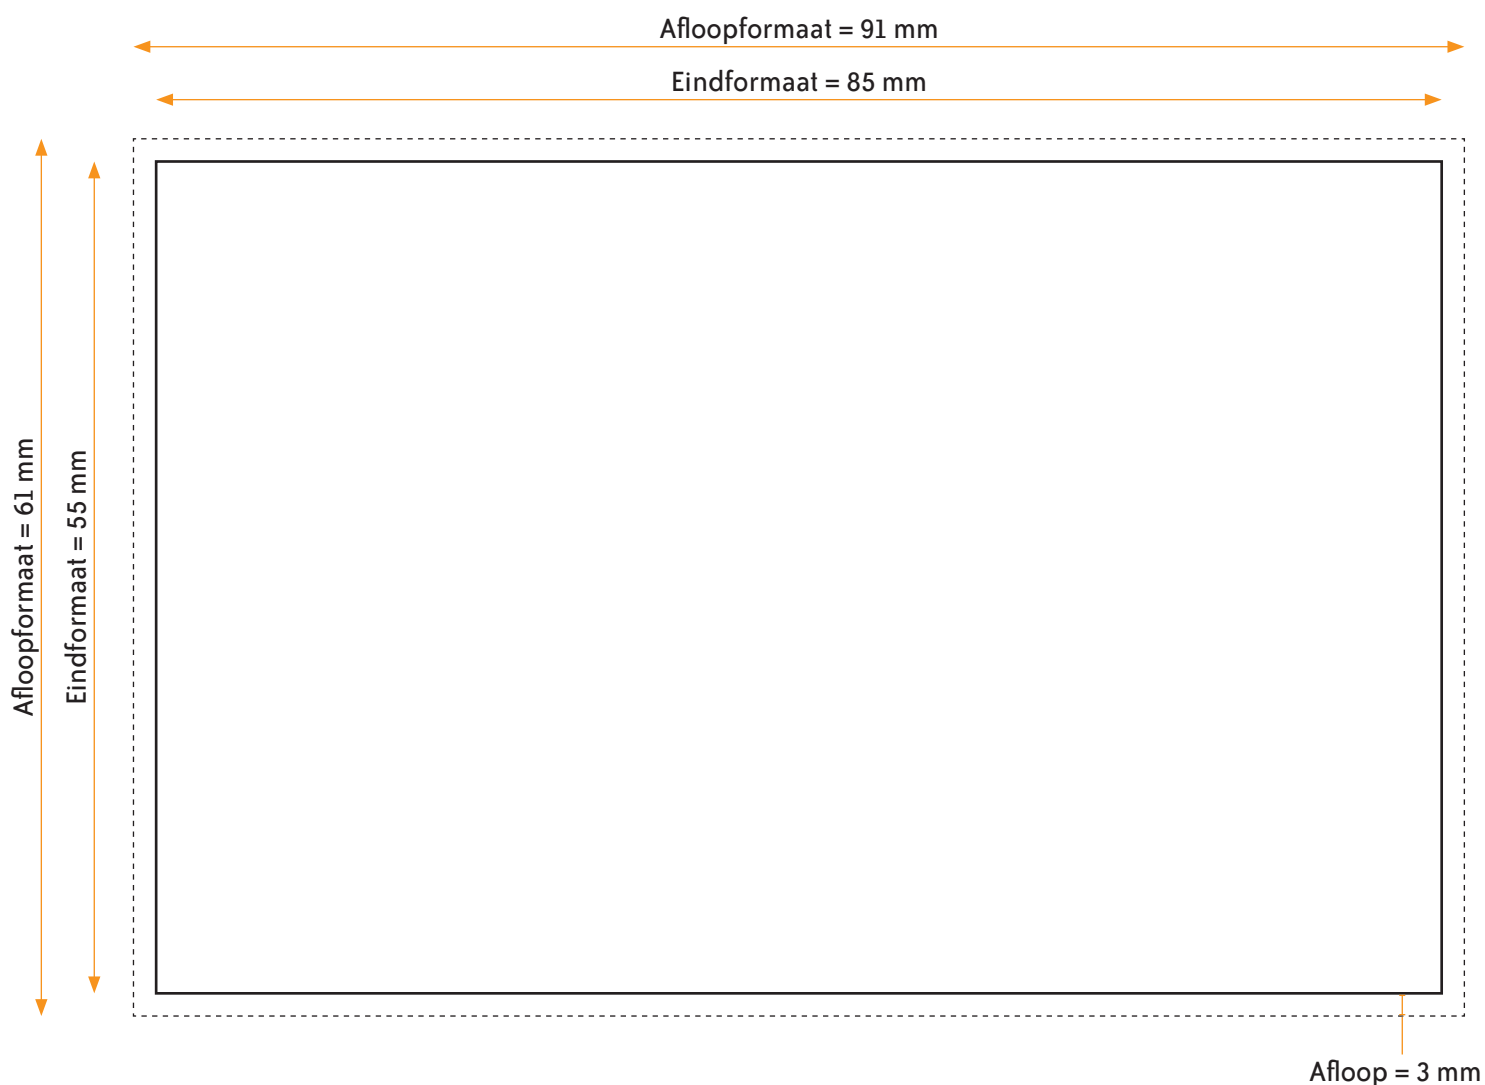 Afloopformaat = 91 mm
Eindformaat = 85 mm
Afloopformaat = 61 mm
Eindformaat = 55 mm
Afloop = 3 mm